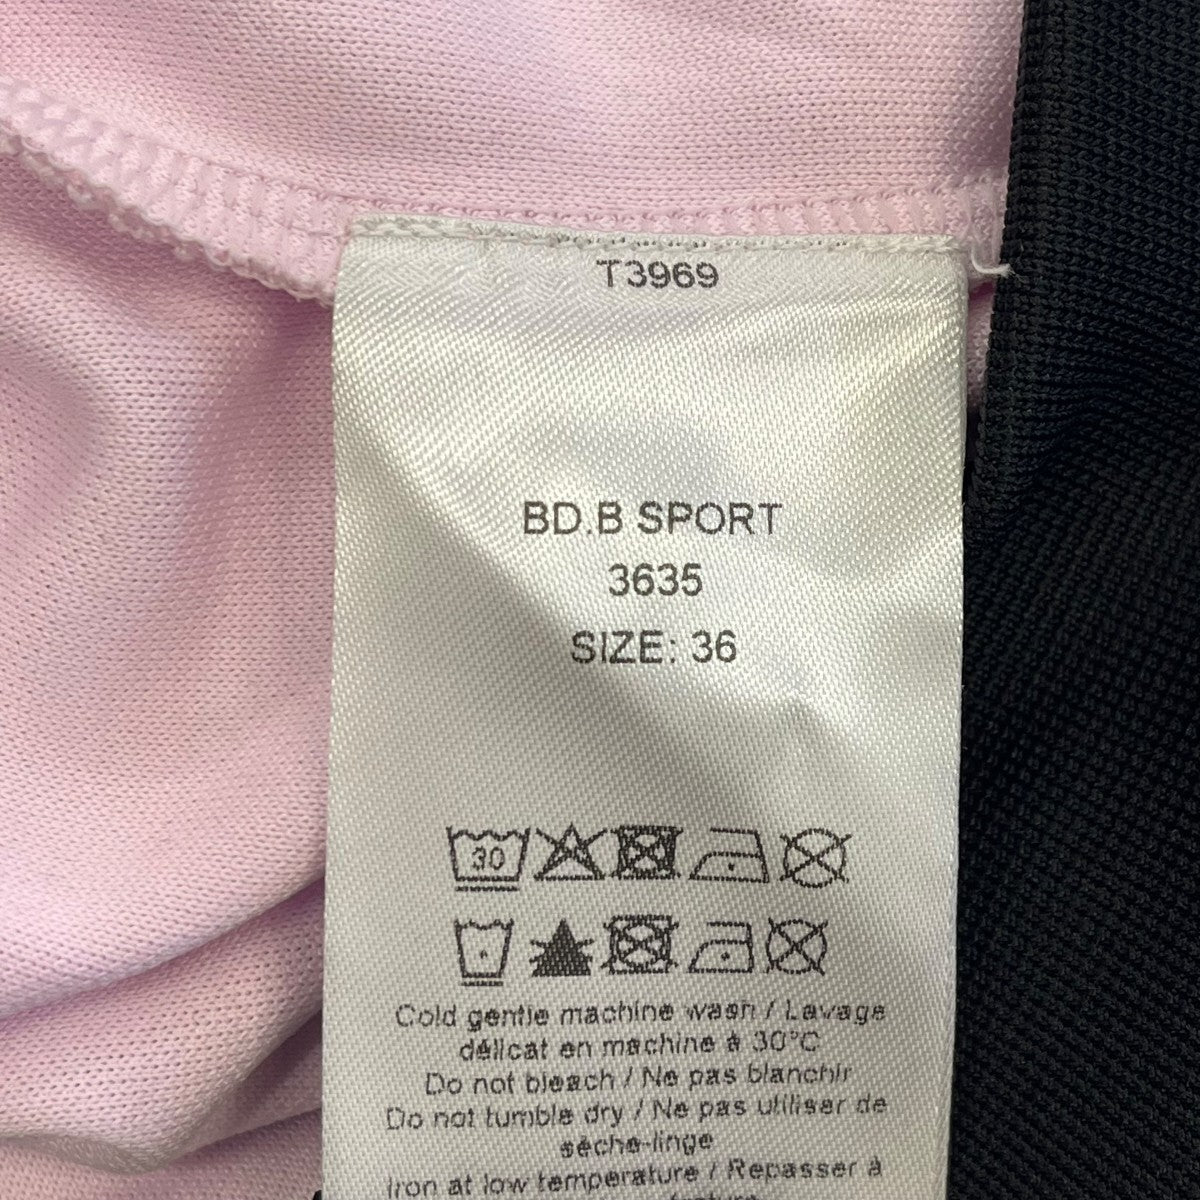 T3969
BD.B SPORT
3635
SIZE: 36
30
Cold gentle machine wash / Lavage
délicat en machine à 30°C
Do not bleach / Ne pas blanchir
Do not tumble dry / Ne pas utiliser de
sèche-linge
Iron at low temperature / Repasser à